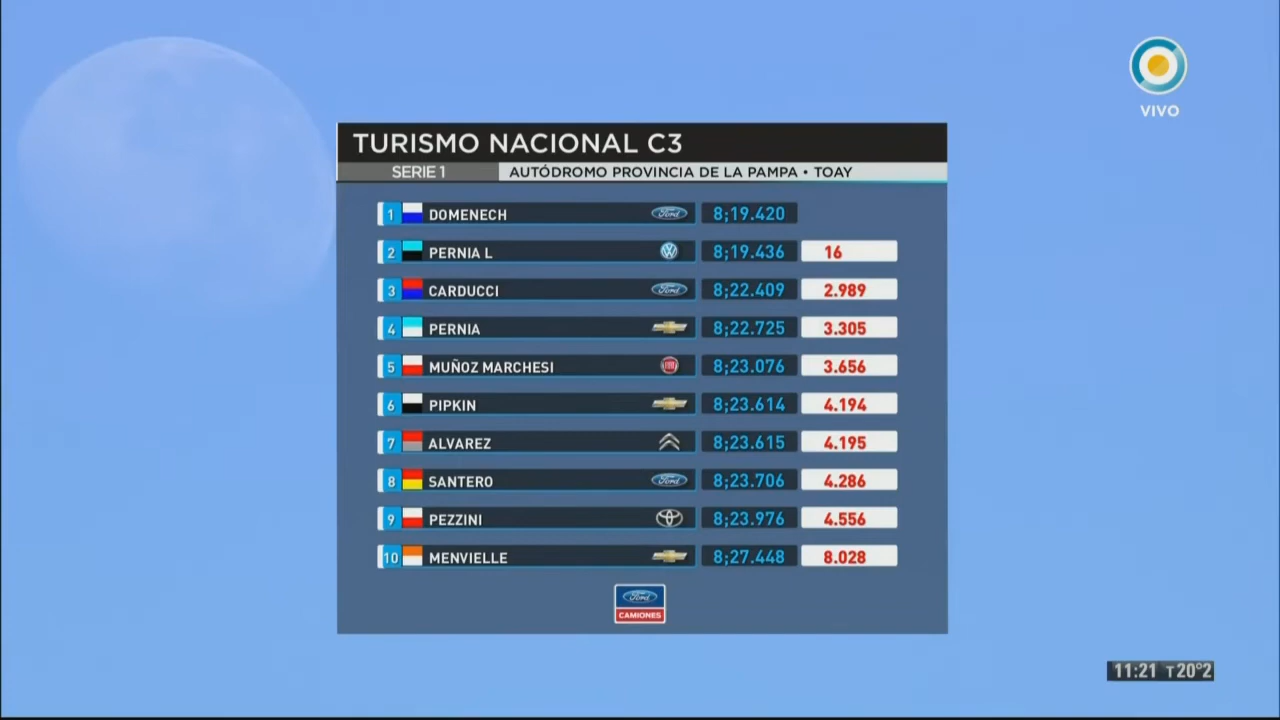 VIVO
TURISMO NACIONAL C3
SERIE 1 AUTÓDROMO PROVINCIA DE LA PAMPA • TOAY
1 DOMENECH Ford 8;19.420
2 PERNIA L 8;19.436 16
3 CARDUCCI Ford 8;22.409 2.989
4 PERNIA 8;22.725 3.305
5 MUÑOZ MARCHESI FIAT 8;23.076 3.656
6 PIPKIN 8;23.614 4.194
7 ALVAREZ 8;23.615 4.195
8 SANTERO Ford 8;23.706 4.286
9 PEZZINI 8;23.976 4.556
10 MENVIELLE 8;27.448 8.028
Ford
CAMIONES
11:21 T20°2